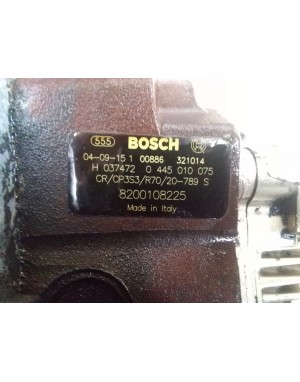 555 BOSCH
04-09-15 1 00886 321014
H 037472 0 445 010 075
CR/CP3S3/R70/20-789 S
8200108225
Made in Italy